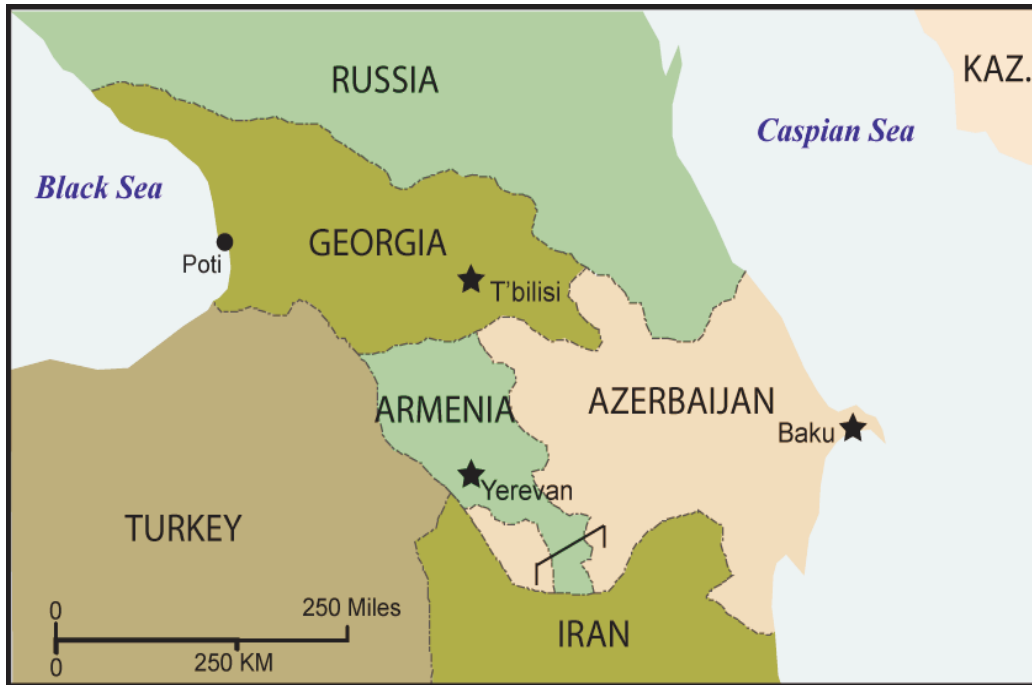 RUSSIA
KAZ.
Caspian Sea
Black Sea
GEORGIA
Poti
T'bilisi
ARMENIA
AZERBAIJAN
Baku
Yerevan
TURKEY
IRAN
0
250 Miles
0
250 KM